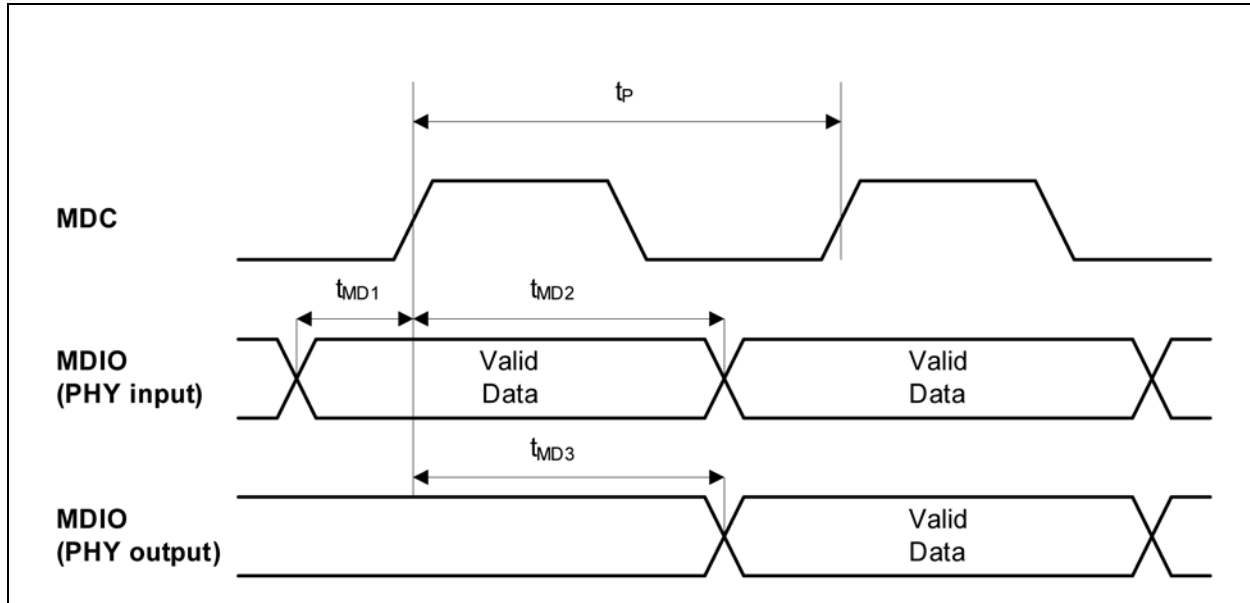 tP
MDC
tMD1
tMD2
MDIO
(PHY input)
Valid
Data
Valid
Data
tMD3
MDIO
(PHY output)
Valid
Data